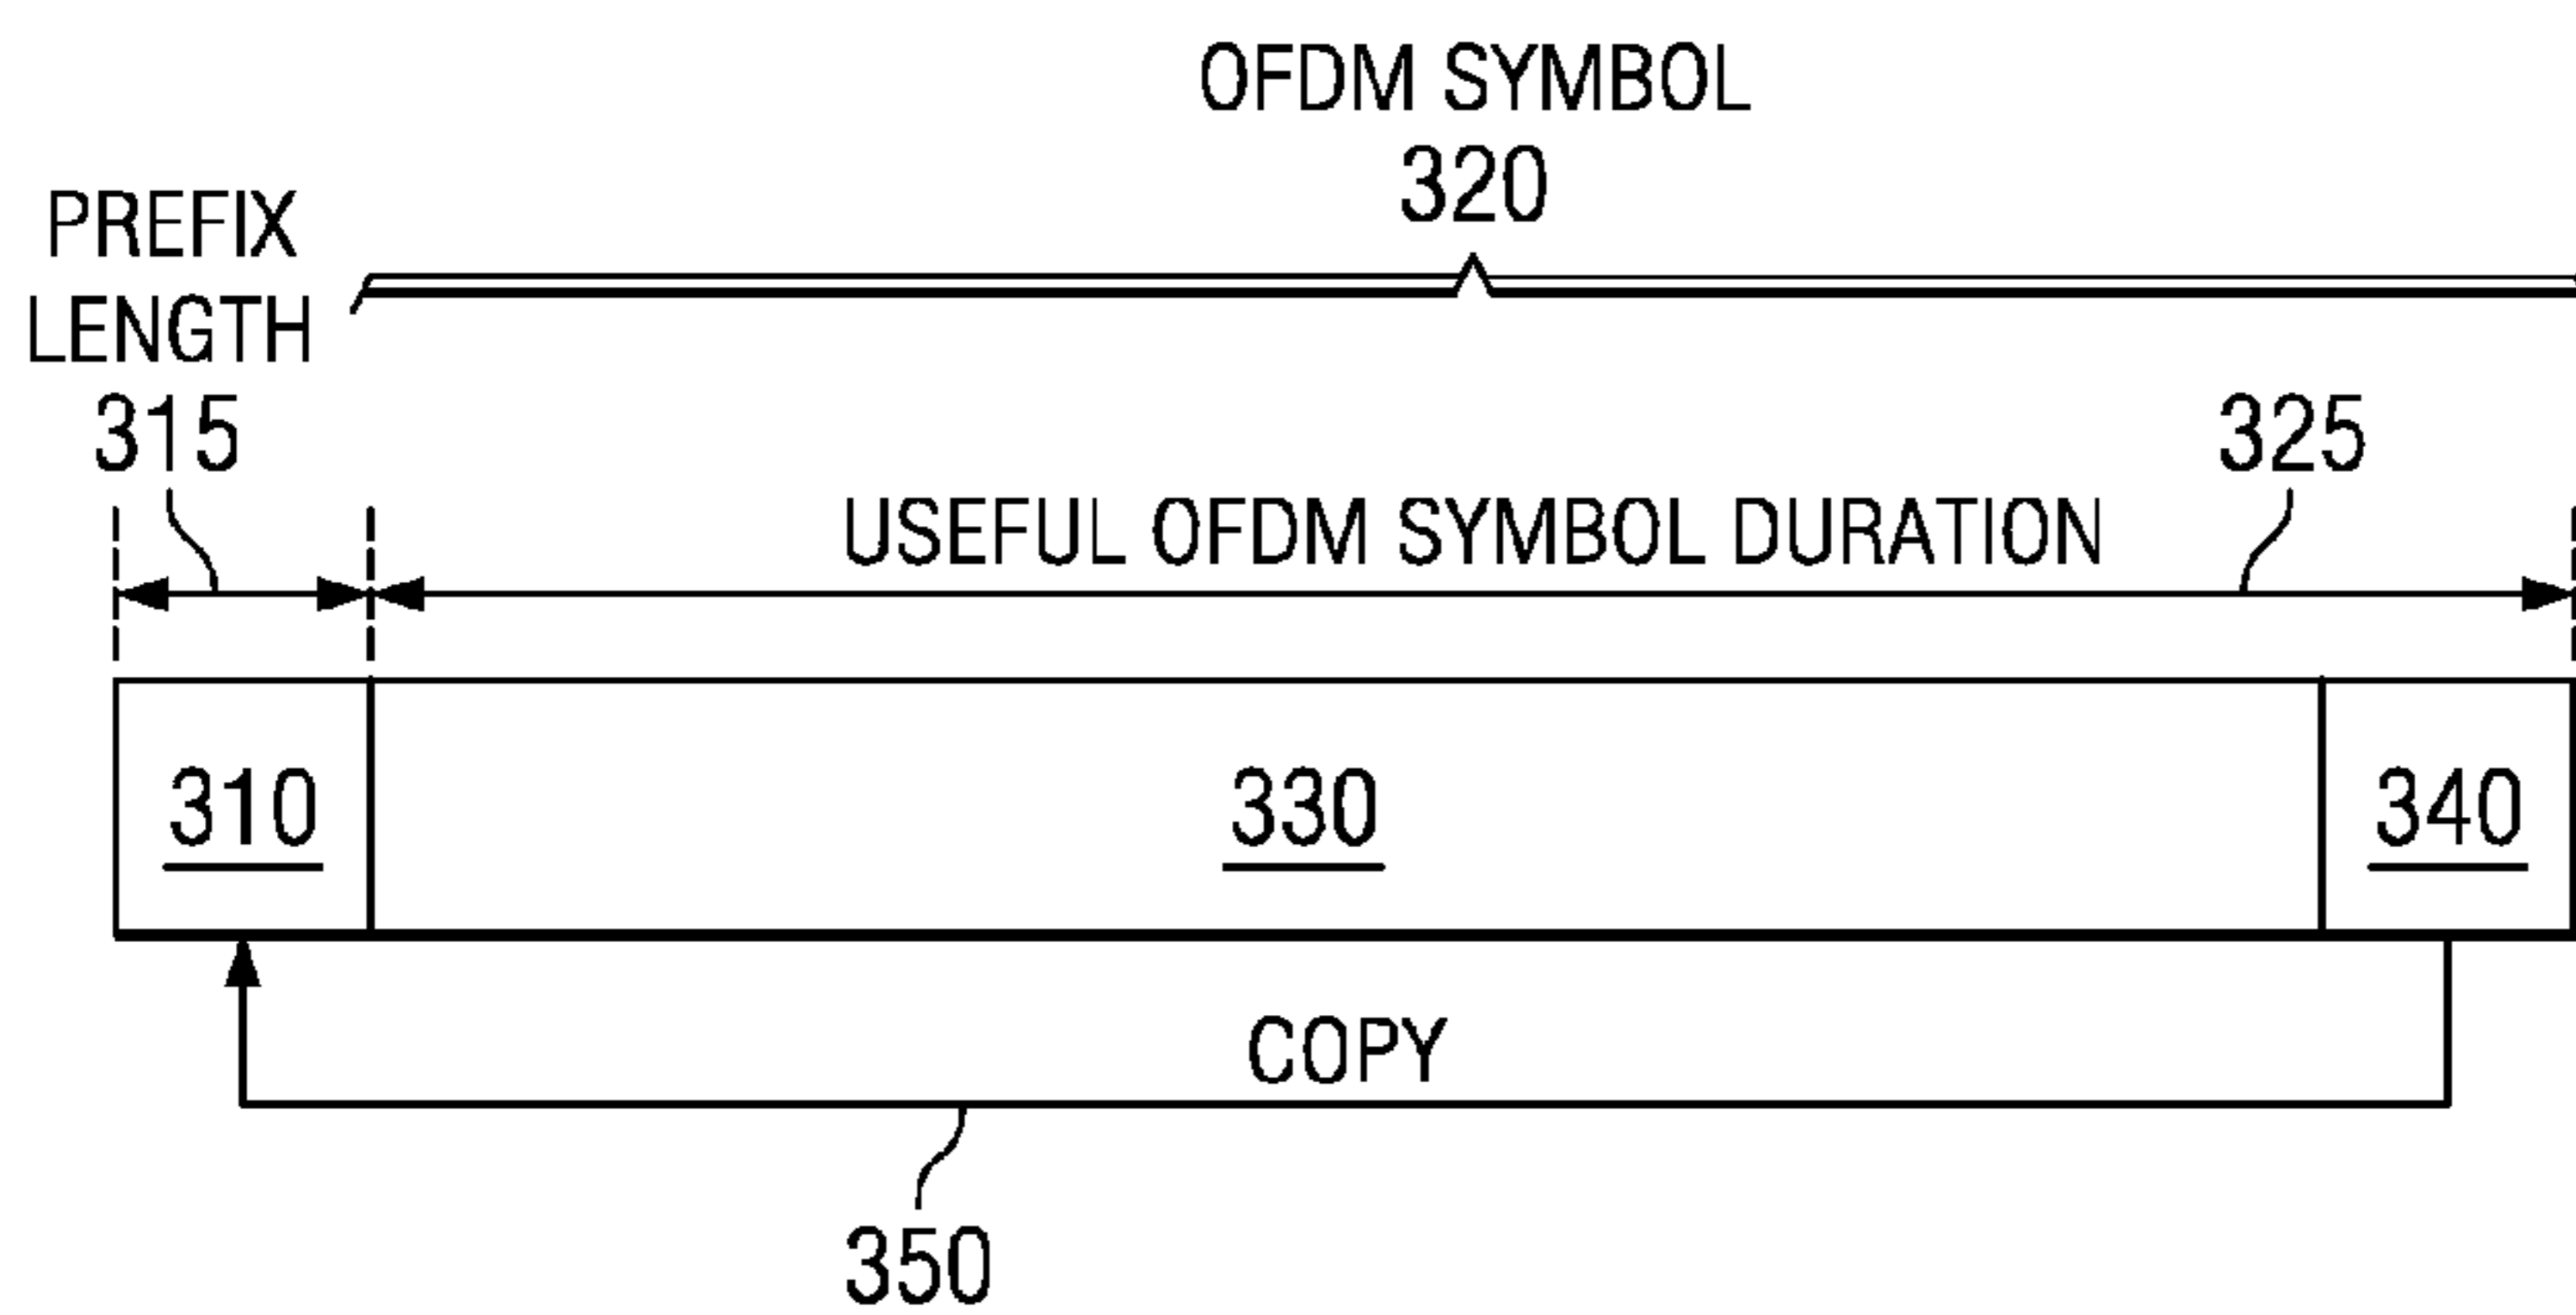 OFDM SYMBOL
320
PREFIX
LENGTH
315
325
USEFUL OFDM SYMBOL DURATION
310
330
340
COPY
350